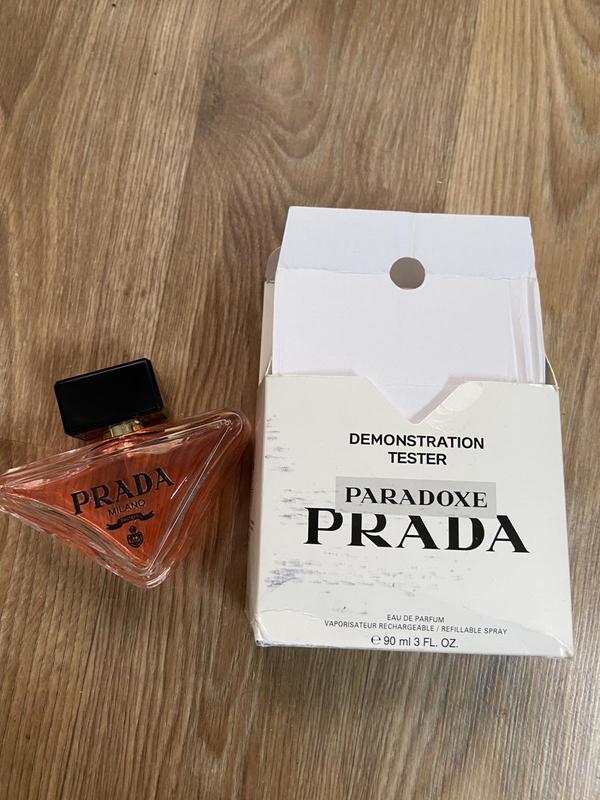 PRADA
MILANO
DEMONSTRATION
TESTER
PARADOXE
PRADA
EAU DE PARFUM
VAPORISATEUR RECHARGEABLE / REFILLABLE SPRAY
℮ 90 ml 3 FL. OZ.